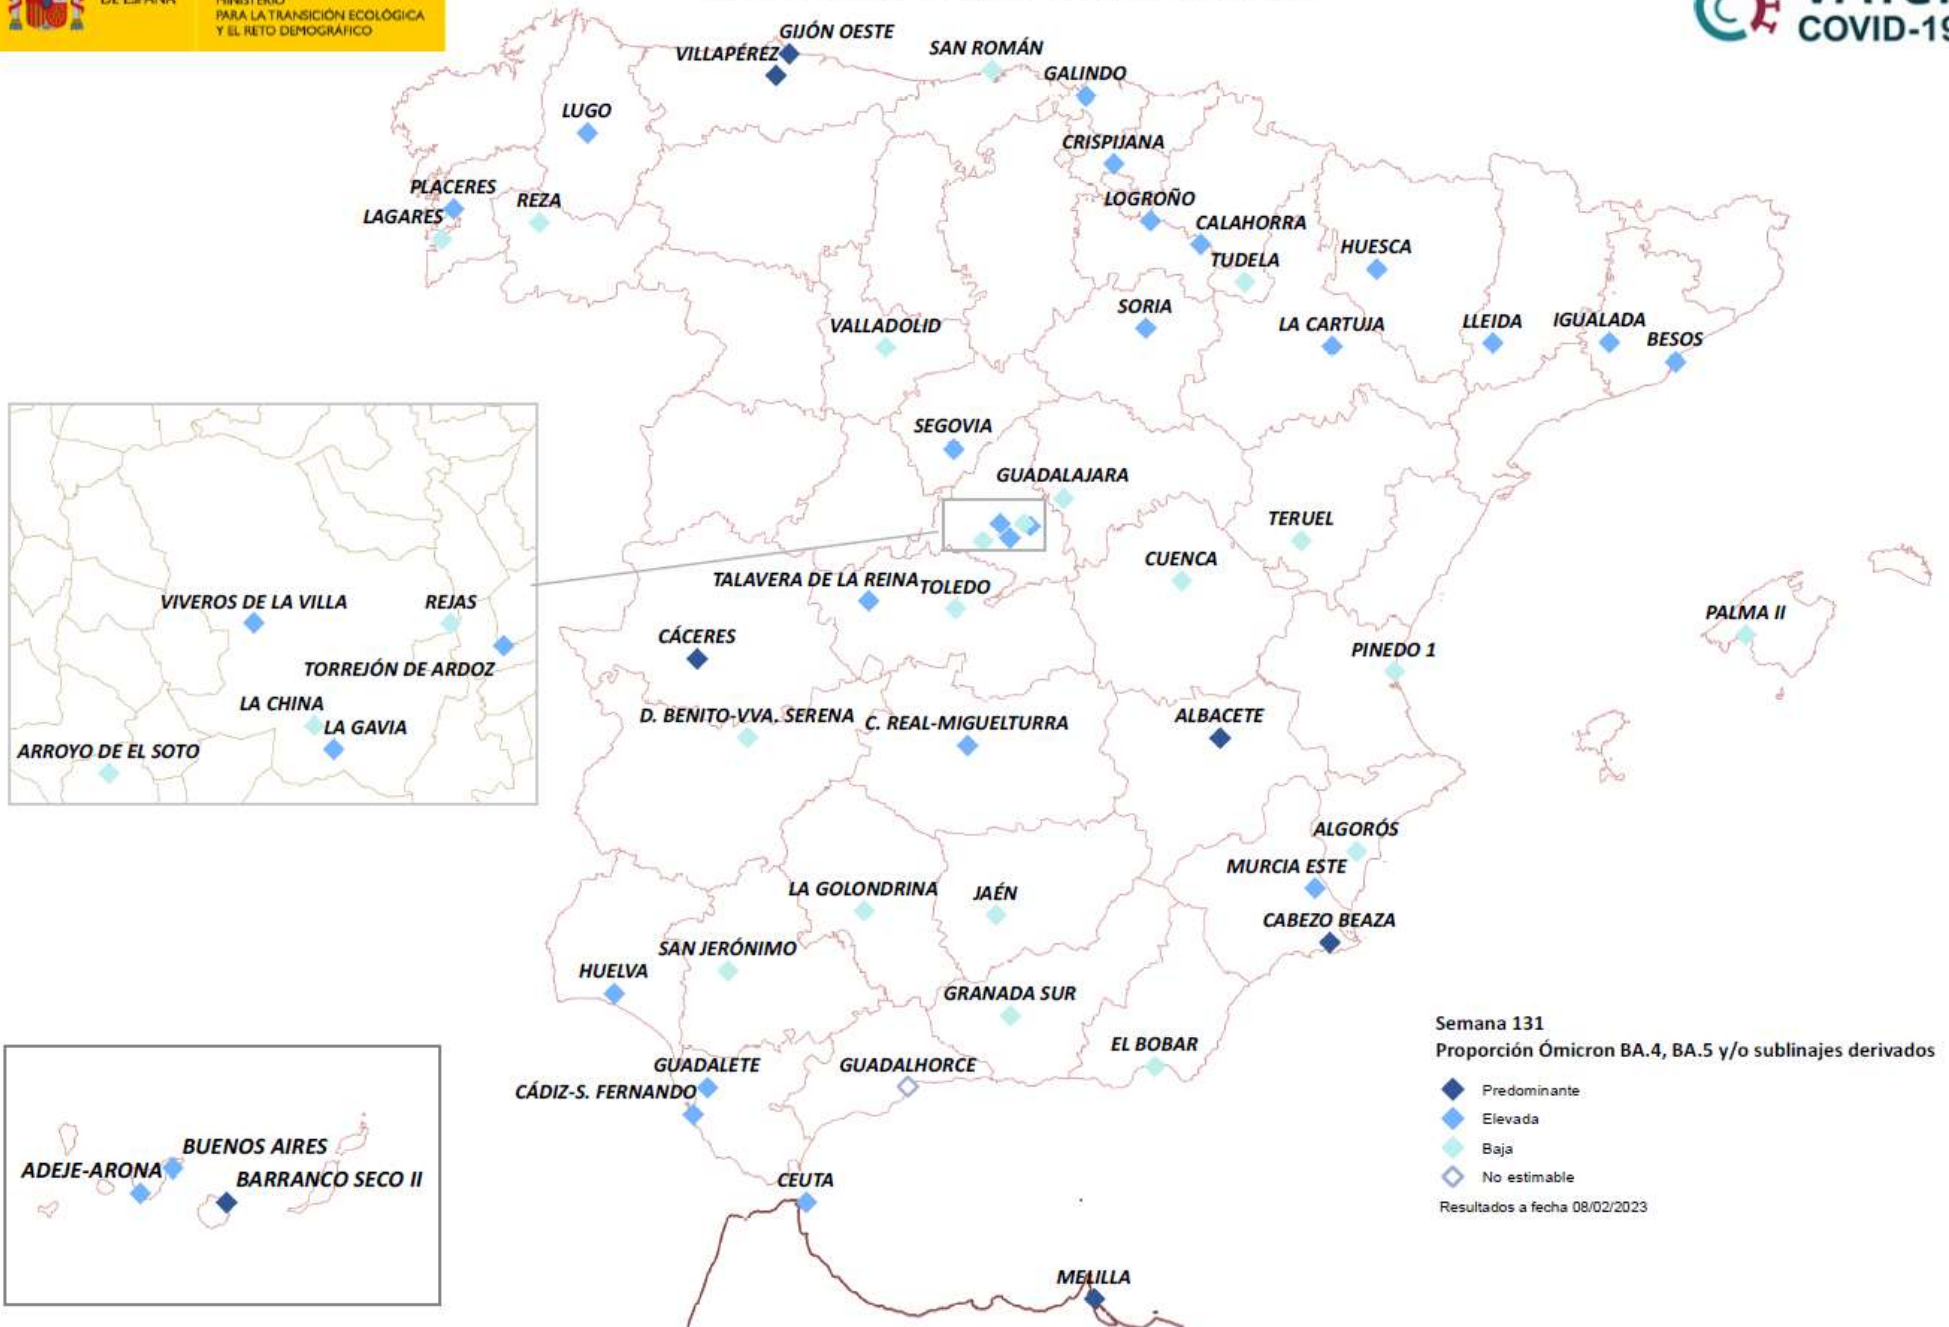 PARA LA TRANSICIÓN ECOLÓGICA
Y EL RETO DEMOGRÁFICO
COVID-19
GIJÓN OESTE
VILLAPÉREZ
SAN ROMÁN
GALINDO
LUGO
CRISPIJANA
PLACERES
REZA
LAGARES
LOGROÑO
CALAHORRA
HUESCA
TUDELA
SORIA
VALLADOLID
LA CARTUJA
LLEIDA
IGUALADA
BESOS
SEGOVIA
GUADALAJARA
TERUEL
CUENCA
TALAVERA DE LA REINA
TOLEDO
CÁCERES
PALMA II
PINEDO 1
VIVEROS DE LA VILLA
REJAS
TORREJÓN DE ARDOZ
LA CHINA
LA GAVIA
ARROYO DE EL SOTO
D. BENITO-VVA. SERENA
C. REAL-MIGUELTURRA
ALBACETE
ALGORÓS
MURCIA ESTE
LA GOLONDRINA
JAÉN
CABEZO BEAZA
SAN JERÓNIMO
HUELVA
GRANADA SUR
EL BOBAR
GUADALETE
GUADALHORCE
CÁDIZ-S. FERNANDO
BUENOS AIRES
ADEJE-ARONA
BARRANCO SECO II
CEUTA
MELILLA
Semana 131
Proporción Ómicron BA.4, BA.5 y/o sublinajes derivados
Predominante
Elevada
Baja
No estimable
Resultados a fecha 08/02/2023